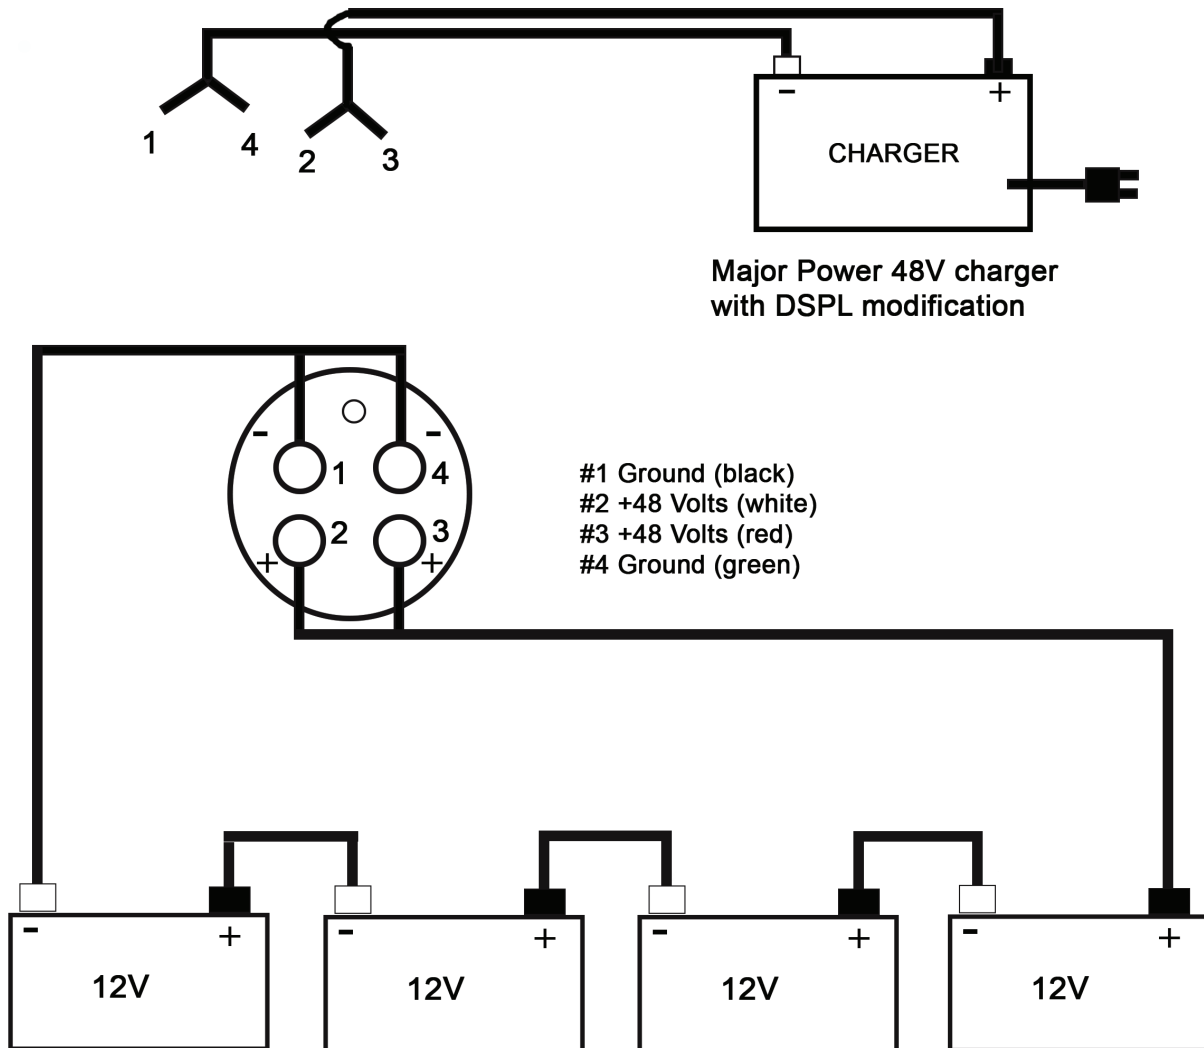 - +
1 4 2 3
CHARGER
Major Power 48V charger
with DSPL modification
- -
1 4
2 3
+ +
#1 Ground (black)
#2 +48 Volts (white)
#3 +48 Volts (red)
#4 Ground (green)
- + - + - + - +
12V 12V 12V 12V